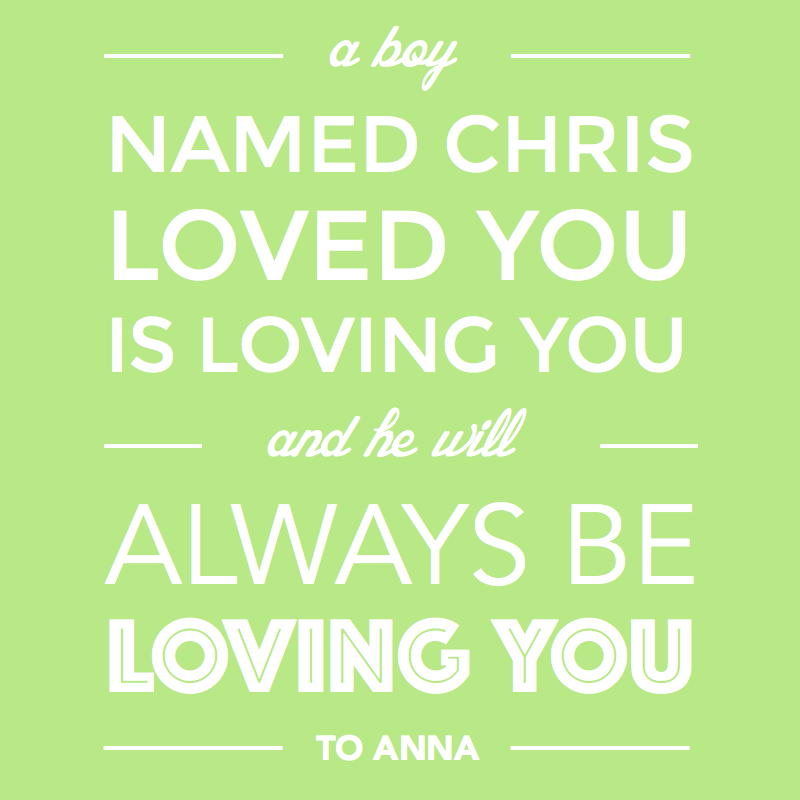 a boy
NAMED CHRIS
LOVED YOU
IS LOVING YOU
and he will
ALWAYS BE
LOVING YOU
TO ANNA